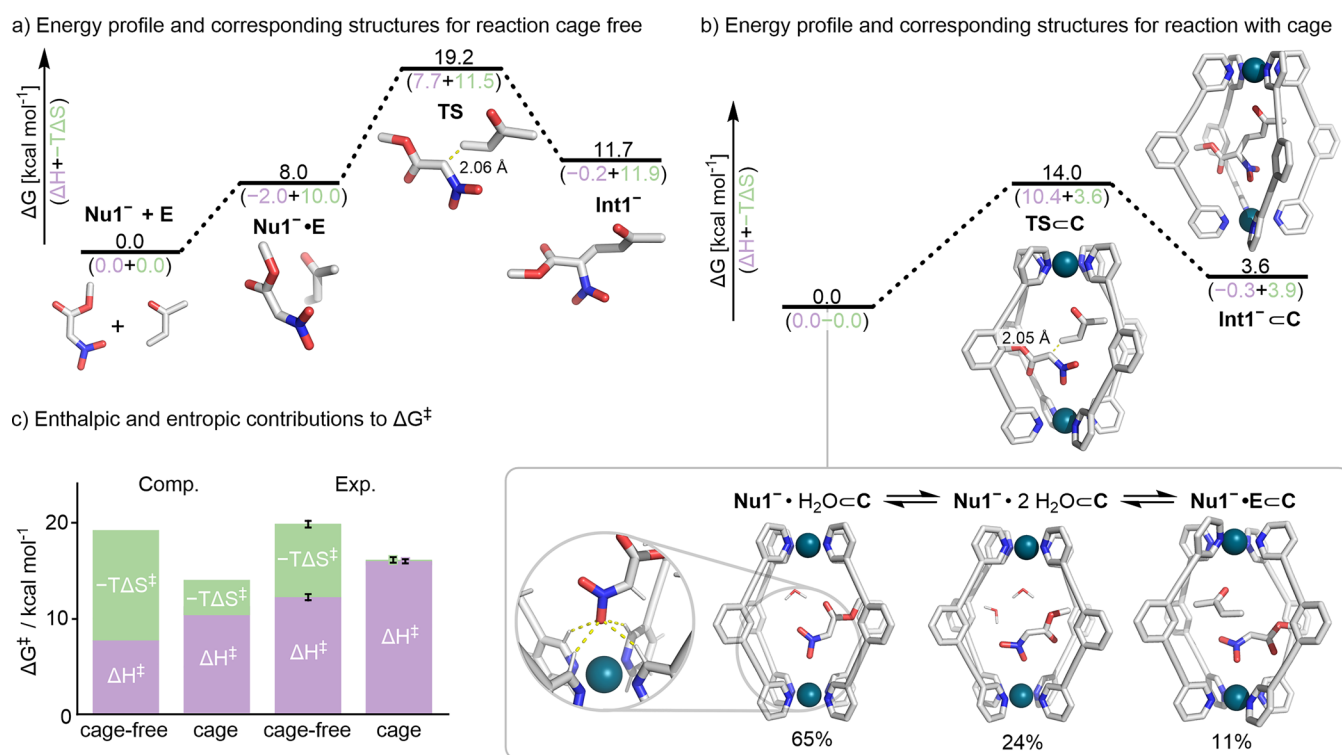 a) Energy profile and corresponding structures for reaction cage free
ΔG [kcal mol⁻¹]
(ΔH+−TΔS)
Nu1⁻ + E
0.0
(0.0+0.0)
+
8.0
(−2.0+10.0)
Nu1⁻•E
19.2
(7.7+11.5)
TS
2.06 Å
11.7
(−0.2+11.9)
Int1⁻
b) Energy profile and corresponding structures for reaction with cage
ΔG [kcal mol⁻¹]
(ΔH+−TΔS)
0.0
(0.0−0.0)
14.0
(10.4+3.6)
TS⊂C
2.05 Å
3.6
(−0.3+3.9)
Int1⁻⊂C
c) Enthalpic and entropic contributions to ΔG‡
ΔG‡ / kcal mol⁻¹
20
10
0
Comp. Exp.
−TΔS‡ −TΔS‡ −TΔS‡
ΔH‡ ΔH‡ ΔH‡ ΔH‡
cage-free cage cage-free cage
Nu1⁻• H₂O⊂C ⇌ Nu1⁻• 2 H₂O⊂C ⇌ Nu1⁻•E⊂C
65% 24% 11%